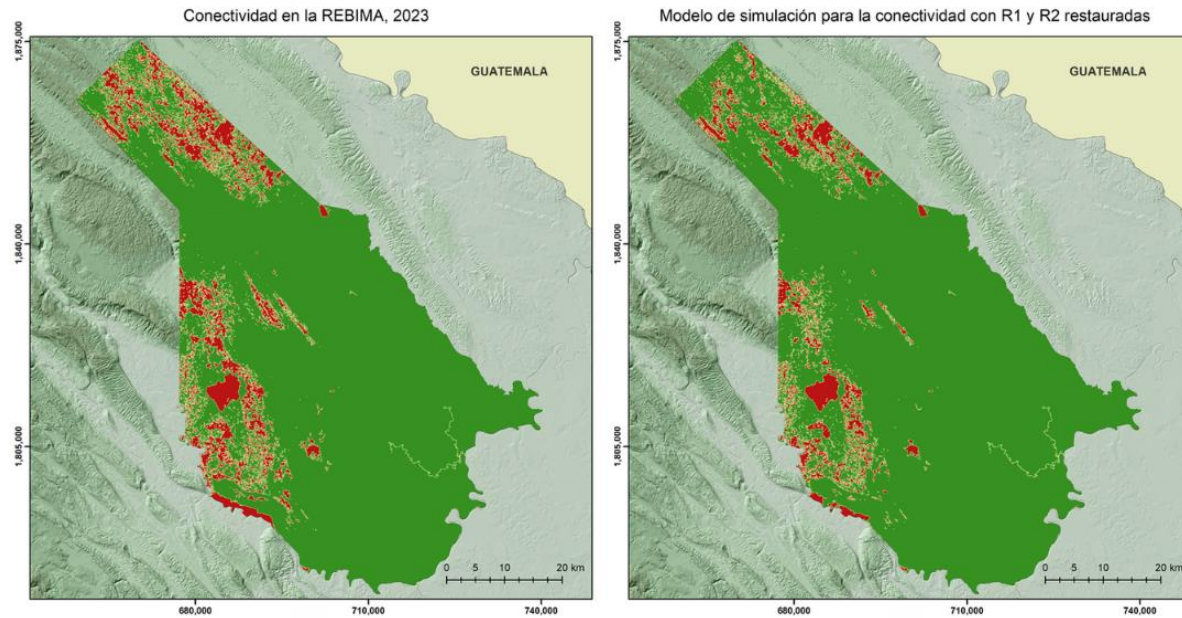 Conectividad en la REBIMA, 2023
1,875,000
GUATEMALA
1,840,000
1,805,000
0 5 10 20 km
680,000 710,000 740,000
Modelo de simulación para la conectividad con R1 y R2 restauradas
1,875,000
GUATEMALA
1,840,000
1,805,000
0 5 10 20 km
680,000 710,000 740,000